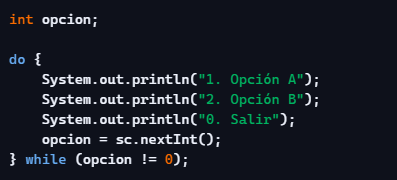 int opcion;

do {
    System.out.println("1. Opción A");
    System.out.println("2. Opción B");
    System.out.println("0. Salir");
    opcion = sc.nextInt();
} while (opcion != 0);